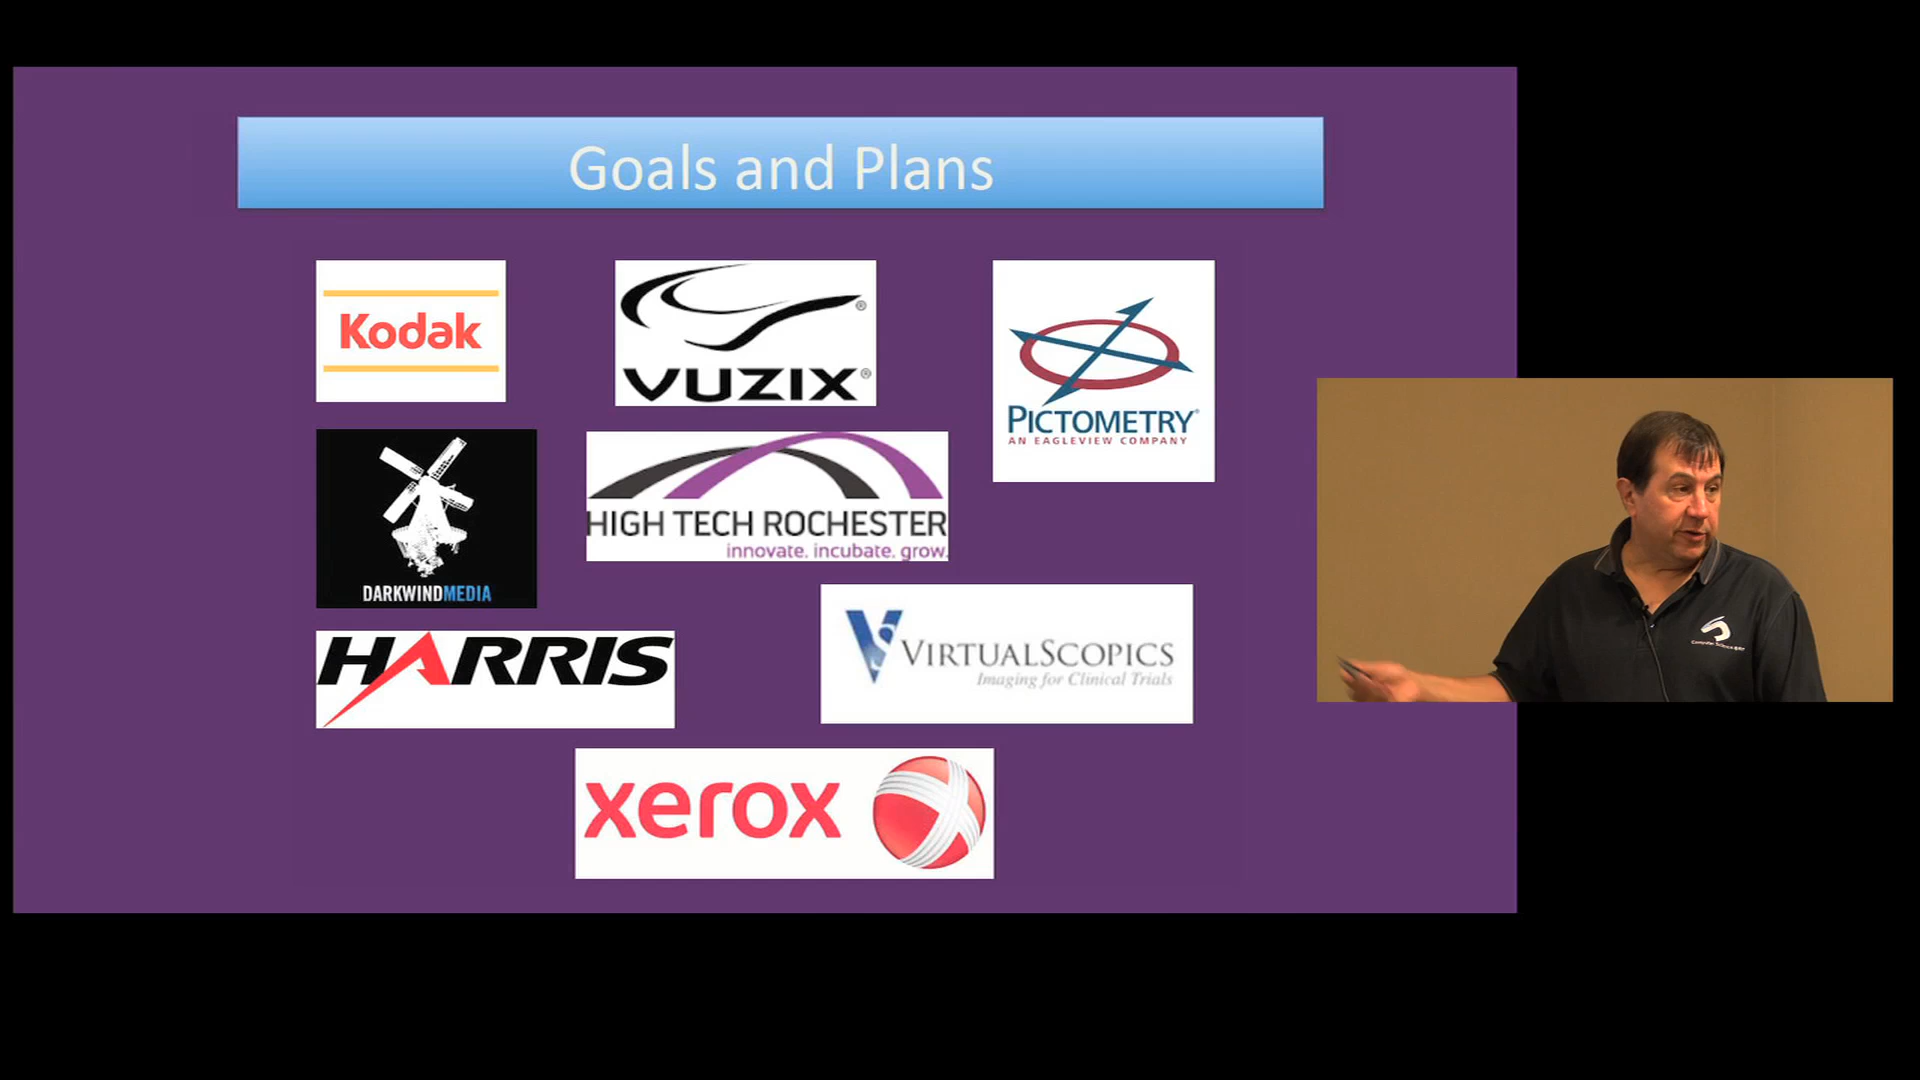 Goals and Plans
Kodak
VUZIX
PICTOMETRY
AN EAGLEVIEW COMPANY
DARKWINDMEDIA
HIGH TECH ROCHESTER
innovate. incubate. grow.
HARRIS
VS
VIRTUALSCOPICS
Imaging for Clinical Trials
xerox